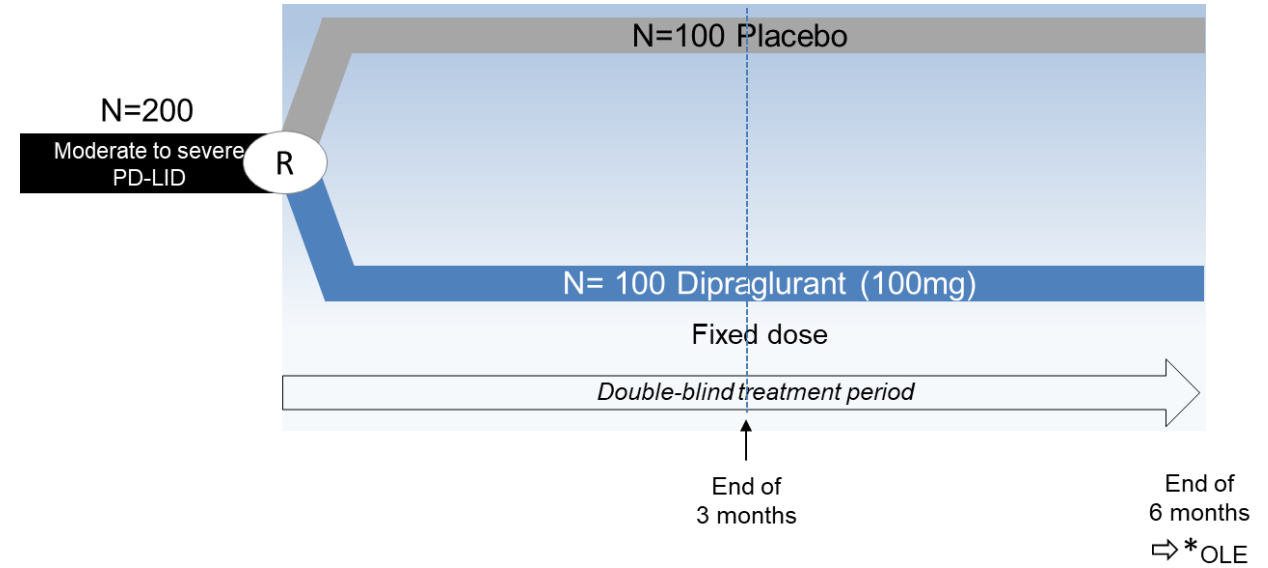 N=100 Placebo
N=200
Moderate to severe
PD-LID
R
N= 100 Dipraglurant (100mg)
Fixed dose
Double-blind treatment period
End of
3 months
End of
6 months
⇨*OLE